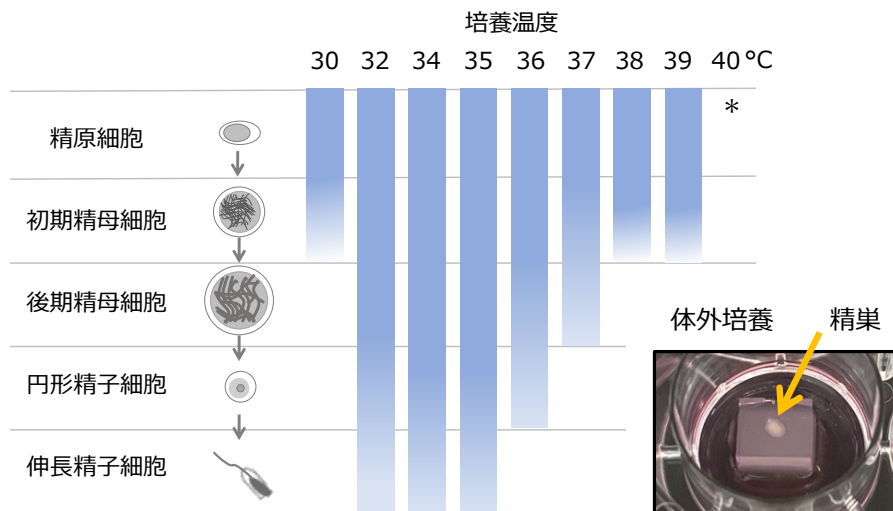 培養温度
30 32 34 35 36 37 38 39 40 °C
*
精原細胞
初期精母細胞
後期精母細胞
体外培養 精巣
円形精子細胞
伸長精子細胞